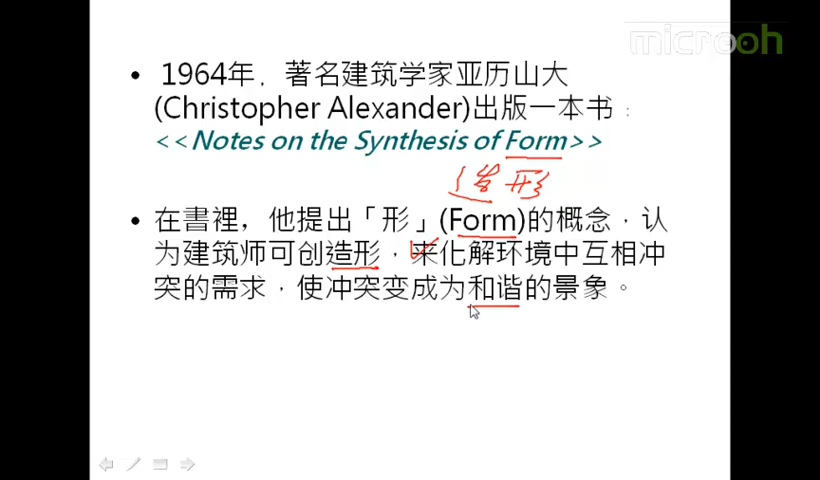 microoh
• 1964年，著名建筑学家亚历山大
(Christopher Alexander)出版一本书：
<<Notes on the Synthesis of Form>>
造形
• 在書裡，他提出「形」(Form)的概念，认
为建筑师可创造形，来化解环境中互相冲
突的需求，使冲突变成为和谐的景象。